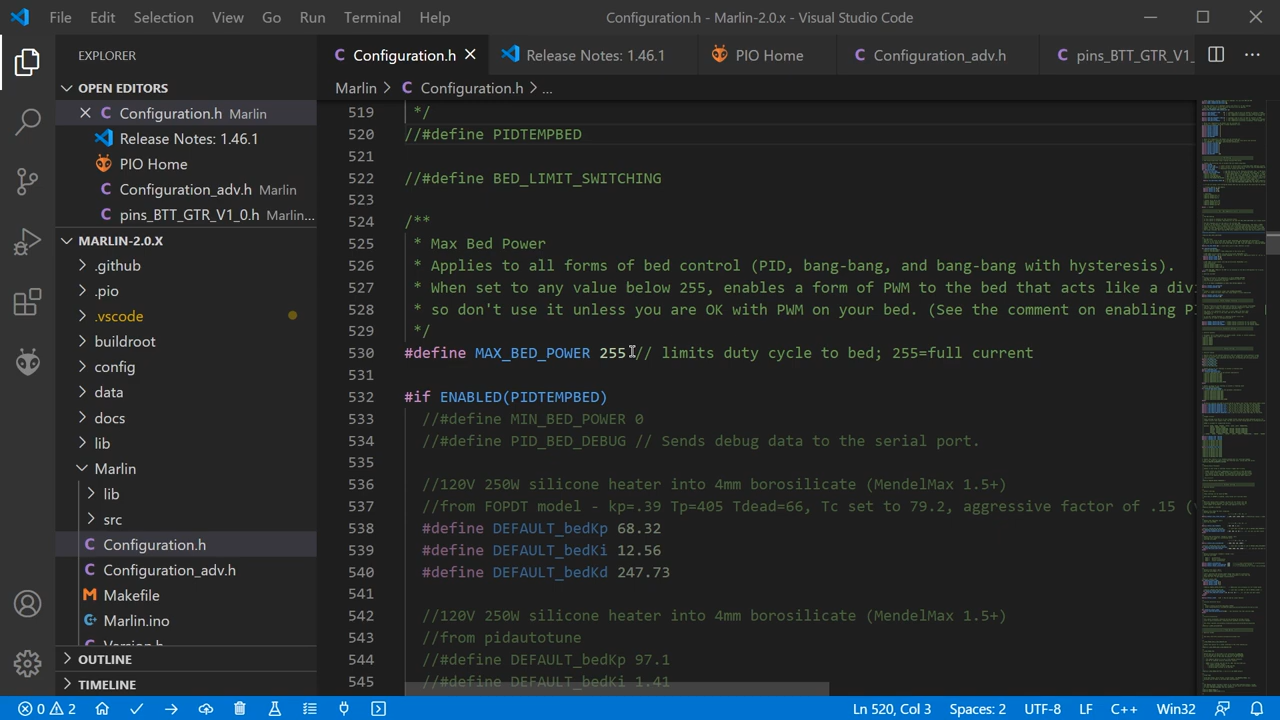 File Edit Selection View Go Run Terminal Help Configuration.h - Marlin-2.0.x - Visual Studio Code
EXPLORER
OPEN EDITORS
Configuration.h Marlin
Release Notes: 1.46.1
PIO Home
Configuration_adv.h Marlin
pins_BTT_GTR_V1_0.h Marlin...
MARLIN-2.0.X
.github
.pio
.vscode
buildroot
config
data
docs
lib
Marlin
lib
src
Configuration.h
Configuration_adv.h
Makefile
Marlin.ino
Version.h
OUTLINE
TIMELINE
Configuration.h Release Notes: 1.46.1 PIO Home Configuration_adv.h pins_BTT_GTR_V1_
Marlin > Configuration.h > ...
519 */
520 //#define PIDTEMPBED
521
522 //#define BED_LIMIT_SWITCHING
523
524 /**
525 * Max Bed Power
526 * Applies to all forms of bed control (PID, bang-bang, and bang-bang with hysteresis).
527 * When set to any value below 255, enables a form of PWM to the bed that acts like a div
528 * so don't use it unless you are OK with PWM on your bed. (See the comment on enabling P
529 */
530 #define MAX_BED_POWER 255 // limits duty cycle to bed; 255=full current
531
532 #if ENABLED(PIDTEMPBED)
533 //#define MIN_BED_POWER 0
534 //#define PID_BED_DEBUG // Sends debug data to the serial port.
535
536 //120V 250W silicone heater into 4mm borosilicate (MendelMax 1.5+)
537 //from FOPDT model - kp=.39 Tp=405 Tdead=66, Tc set to 79.2, aggressive factor of .15 (
538 #define DEFAULT_bedKp 68.32
539 #define DEFAULT_bedKi 12.56
540 #define DEFAULT_bedKd 247.73
541
542 //120V 250W silicone heater into 4mm borosilicate (MendelMax 1.5+)
543 //from pidautotune
544 //#define DEFAULT_bedKp 97.1
545 //#define DEFAULT_bedKi 1.41
0 2 Ln 520, Col 3 Spaces: 2 UTF-8 LF C++ Win32